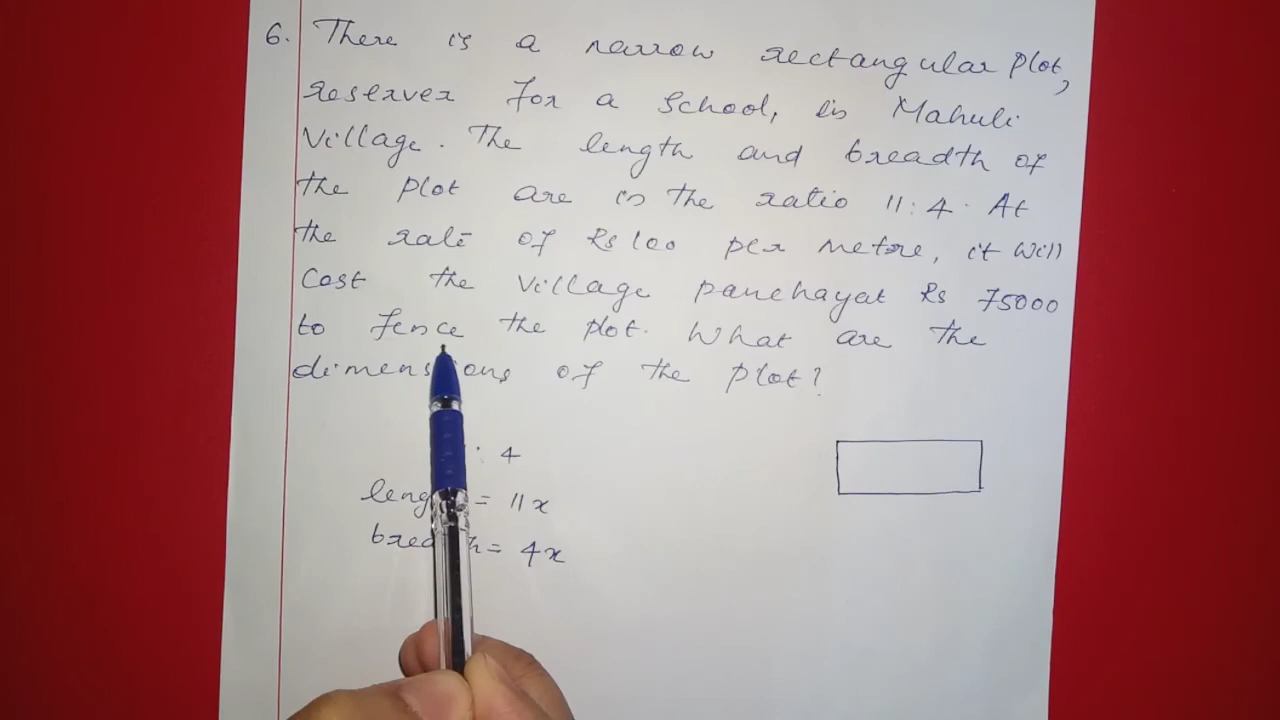 6. There is a narrow rectangular plot,
reserved for a school, in Mahuli
Village. The length and breadth of
the plot are in the ratio 11:4. At
the rate of Rs 100 per metre, it will
cost the village panchayat Rs 75000
to fence the plot. What are the
dimensions of the plot?
: 4
= 11x
= 4x